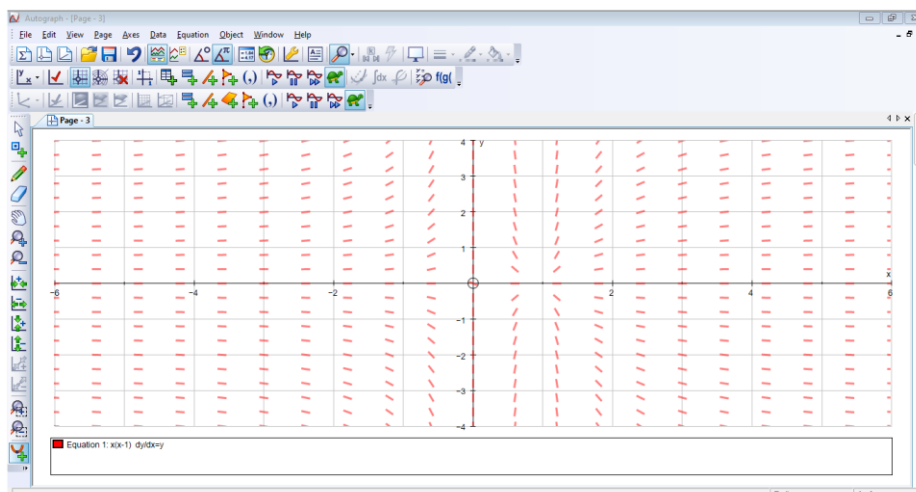 Autograph - [Page - 3]
File Edit View Page Axes Data Equation Object Window Help
∫dx f(g(
Page - 3
y
4
3
2
1
x
-6 -4 -2 2 4 6
-1
-2
-3
-4
Equation 1: x(x-1) dy/dx=y